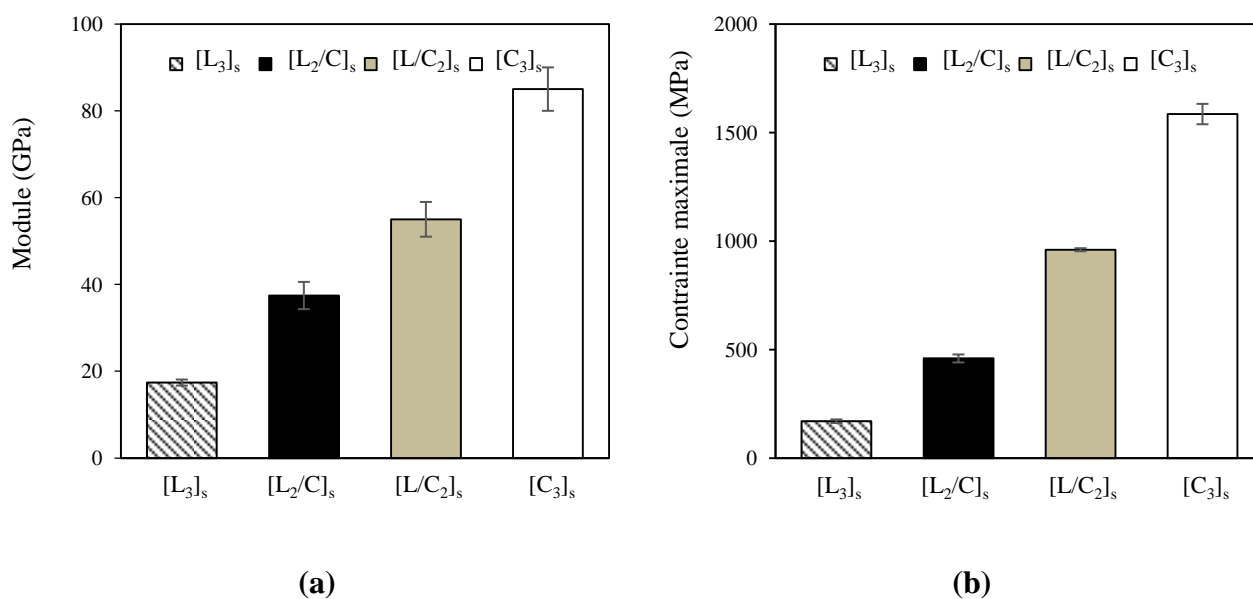 Module (GPa)
100
80
60
40
20
0
[L₃]ₛ [L₂/C]ₛ [L/C₂]ₛ [C₃]ₛ
[L₃]ₛ [L₂/C]ₛ [L/C₂]ₛ [C₃]ₛ
(a)
Contrainte maximale (MPa)
2000
1500
1000
500
0
[L₃]ₛ [L₂/C]ₛ [L/C₂]ₛ [C₃]ₛ
[L₃]ₛ [L₂/C]ₛ [L/C₂]ₛ [C₃]ₛ
(b)